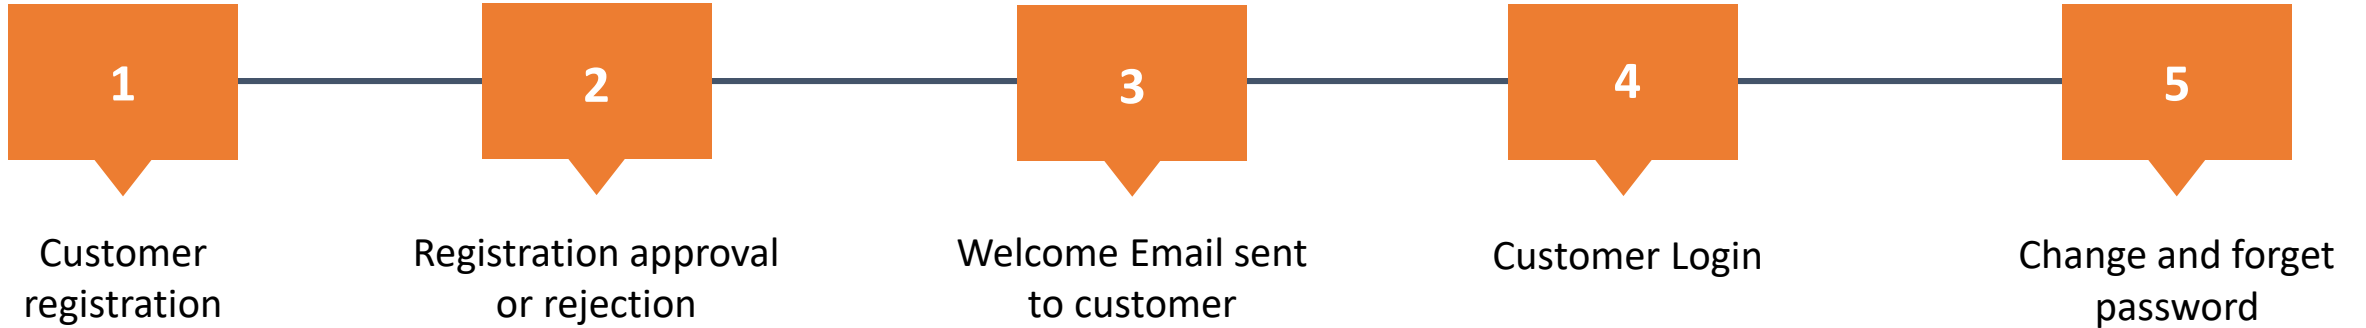 1
2
3
4
5
Customer
registration
Registration approval
or rejection
Welcome Email sent
to customer
Customer Login
Change and forget
password